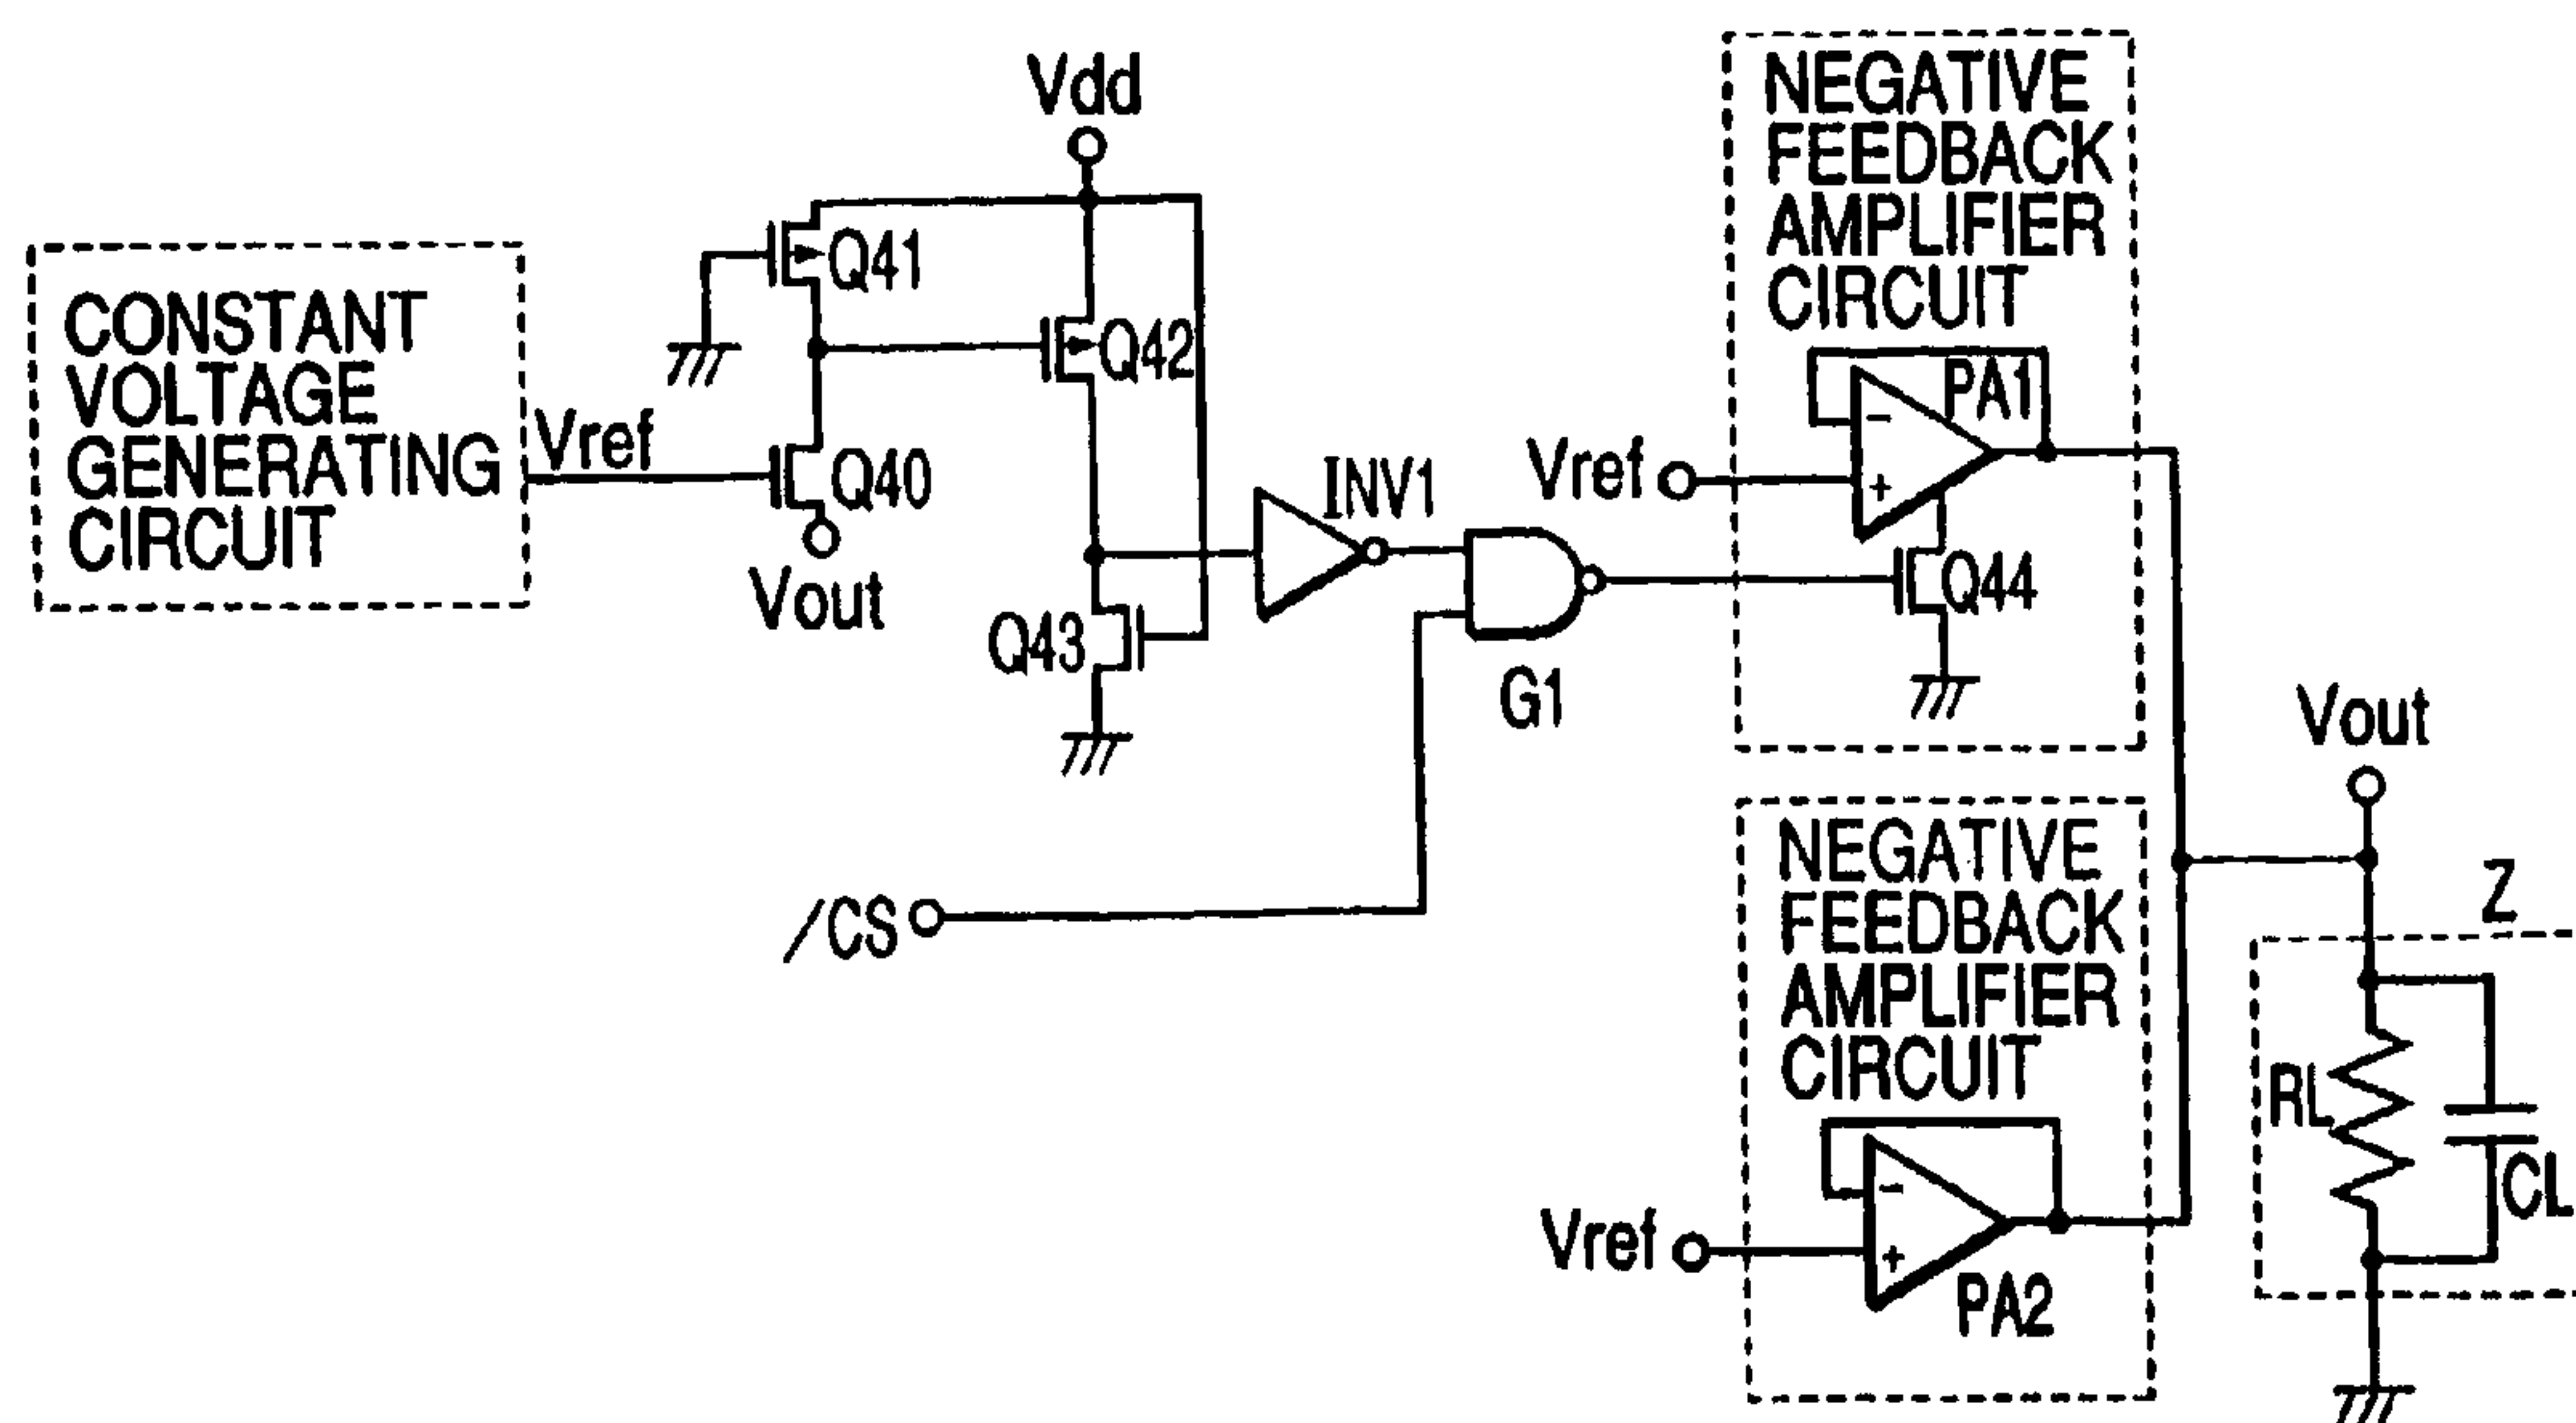 CONSTANT
VOLTAGE
GENERATING
CIRCUIT
Vref
Vdd
Q41
Q42
Q40
Vout
Q43
INV1
G1
/CS
NEGATIVE
FEEDBACK
AMPLIFIER
CIRCUIT
PA1
-
+
Vref
Q44
NEGATIVE
FEEDBACK
AMPLIFIER
CIRCUIT
-
+
Vref
PA2
Vout
Z
RL
CL